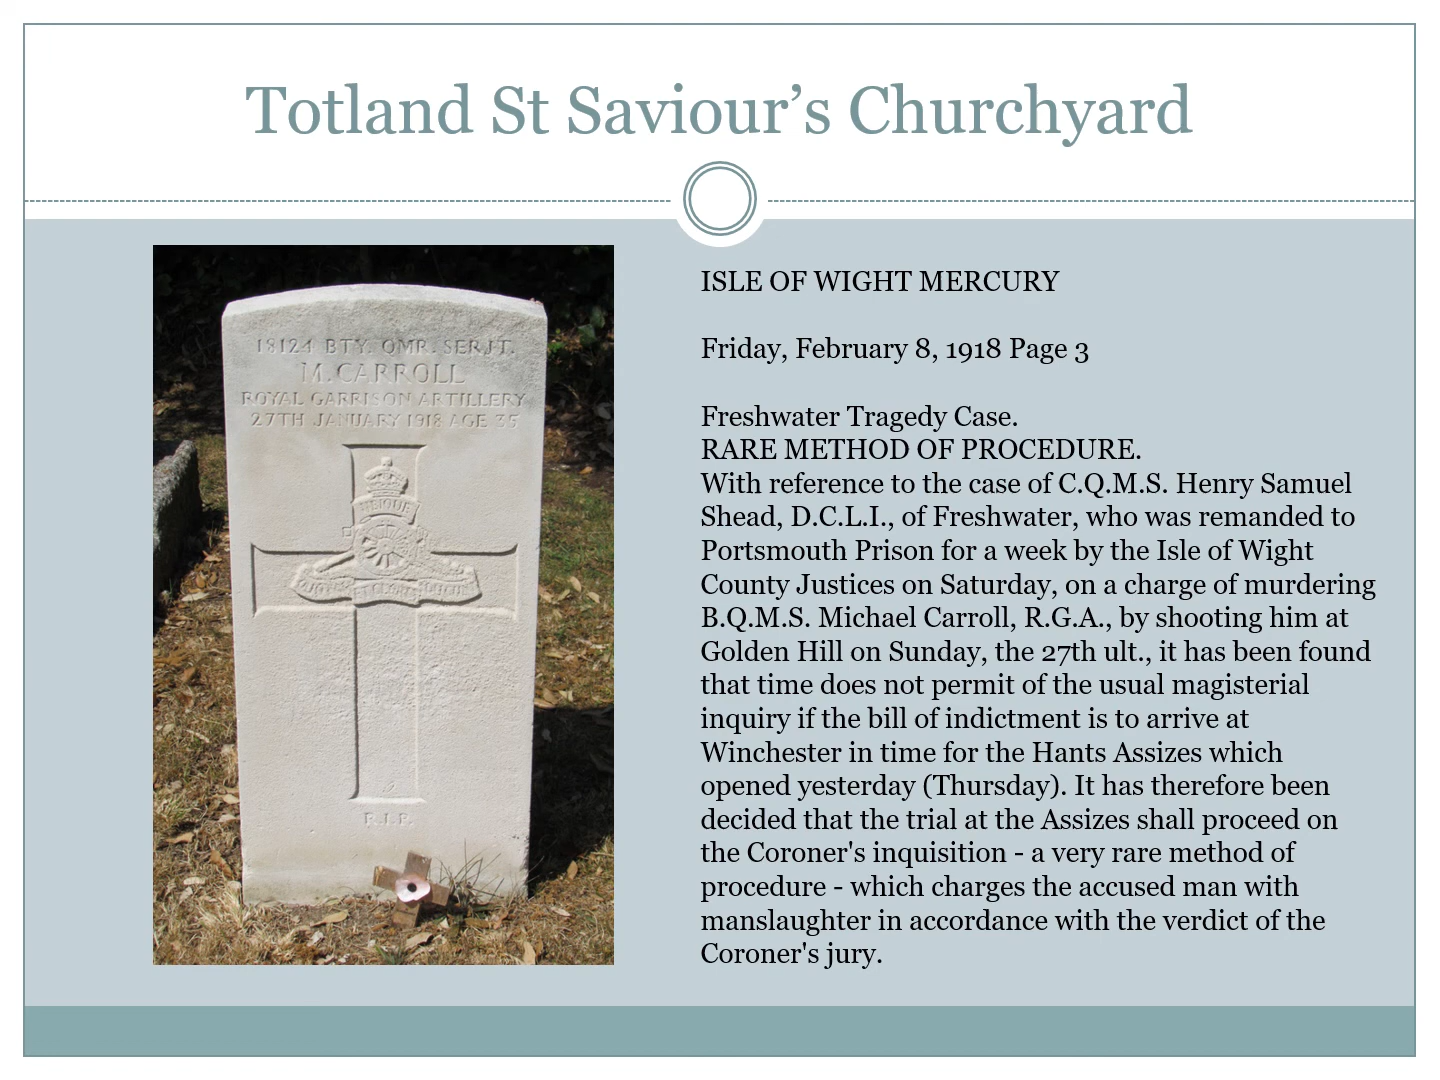 Totland St Saviour’s Churchyard
18124 BTY. QMR. SERJT.
M. CARROLL
ROYAL GARRISON ARTILLERY
27TH JANUARY 1918 AGE 35
UBIQUE
R.I.P.
ISLE OF WIGHT MERCURY
Friday, February 8, 1918 Page 3
Freshwater Tragedy Case.
RARE METHOD OF PROCEDURE.
With reference to the case of C.Q.M.S. Henry Samuel
Shead, D.C.L.I., of Freshwater, who was remanded to
Portsmouth Prison for a week by the Isle of Wight
County Justices on Saturday, on a charge of murdering
B.Q.M.S. Michael Carroll, R.G.A., by shooting him at
Golden Hill on Sunday, the 27th ult., it has been found
that time does not permit of the usual magisterial
inquiry if the bill of indictment is to arrive at
Winchester in time for the Hants Assizes which
opened yesterday (Thursday). It has therefore been
decided that the trial at the Assizes shall proceed on
the Coroner's inquisition - a very rare method of
procedure - which charges the accused man with
manslaughter in accordance with the verdict of the
Coroner's jury.